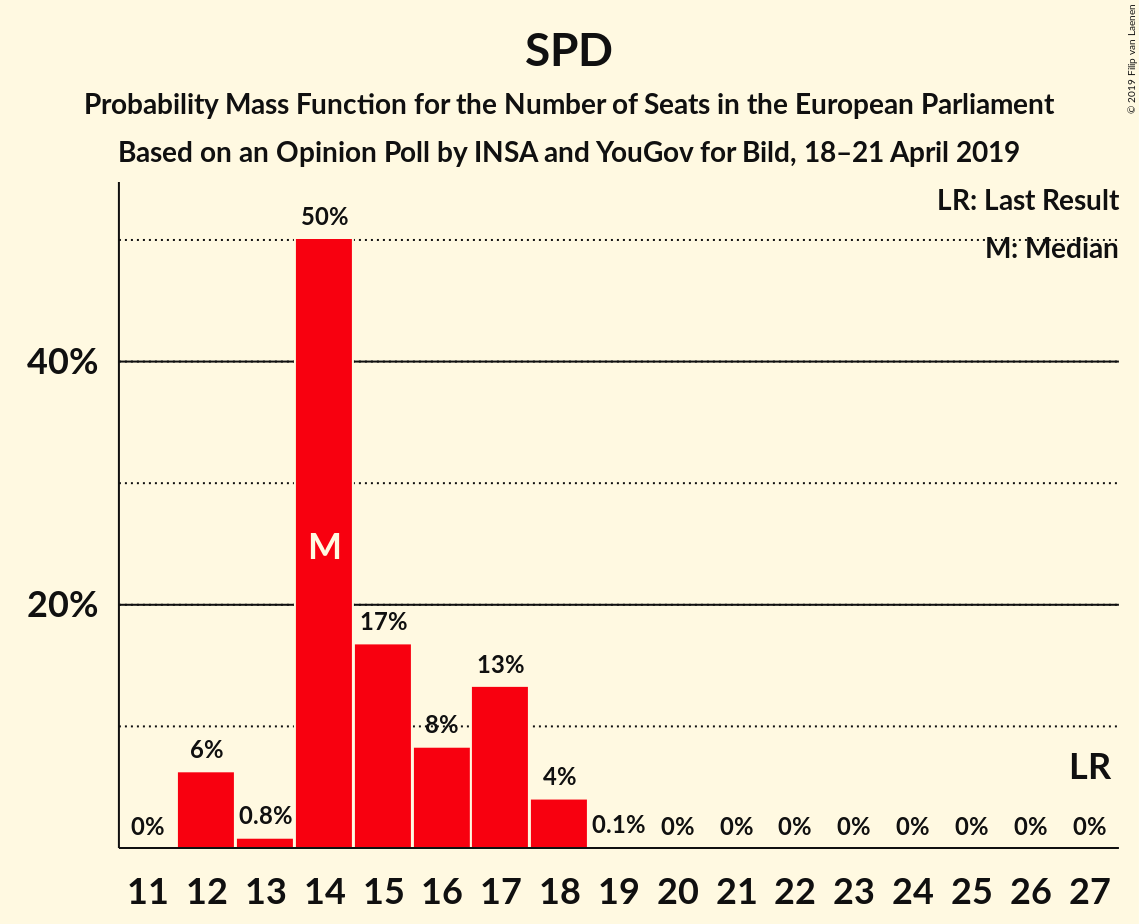 SPD
Probability Mass Function for the Number of Seats in the European Parliament
Based on an Opinion Poll by INSA and YouGov for Bild, 18–21 April 2019
© 2019 Filip van Laenen
LR: Last Result
M: Median
50%
40%
M
20%
17%
13%
8%
6%
4%
LR
0% 0.8% 0.1% 0% 0% 0% 0% 0% 0% 0% 0%
11 12 13 14 15 16 17 18 19 20 21 22 23 24 25 26 27